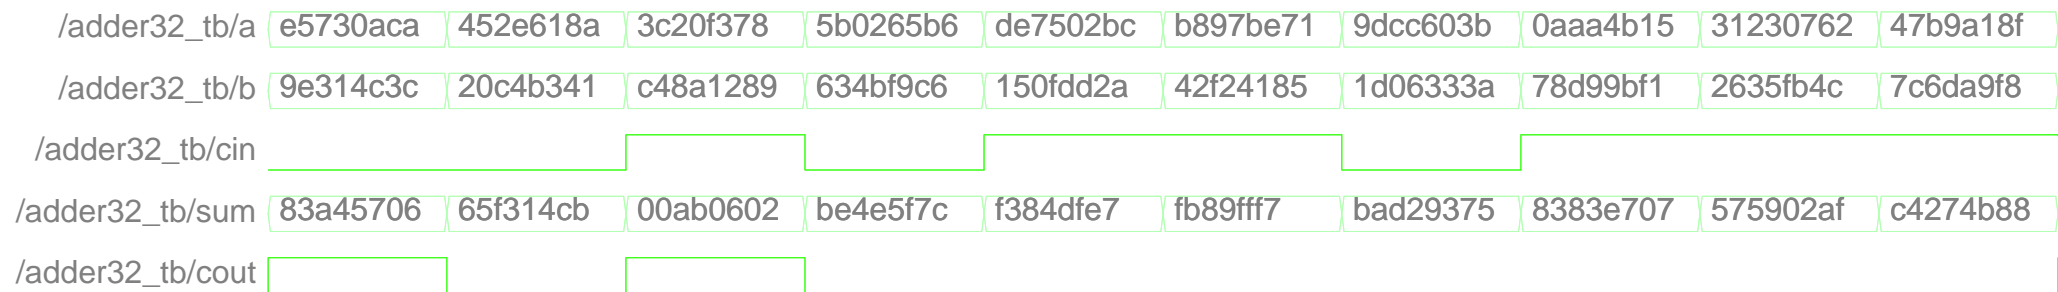 /adder32_tb/a e5730aca 452e618a 3c20f378 5b0265b6 de7502bc b897be71 9dcc603b 0aaa4b15 31230762 47b9a18f
/adder32_tb/b 9e314c3c 20c4b341 c48a1289 634bf9c6 150fdd2a 42f24185 1d06333a 78d99bf1 2635fb4c 7c6da9f8
/adder32_tb/cin
/adder32_tb/sum 83a45706 65f314cb 00ab0602 be4e5f7c f384dfe7 fb89fff7 bad29375 8383e707 575902af c4274b88
/adder32_tb/cout